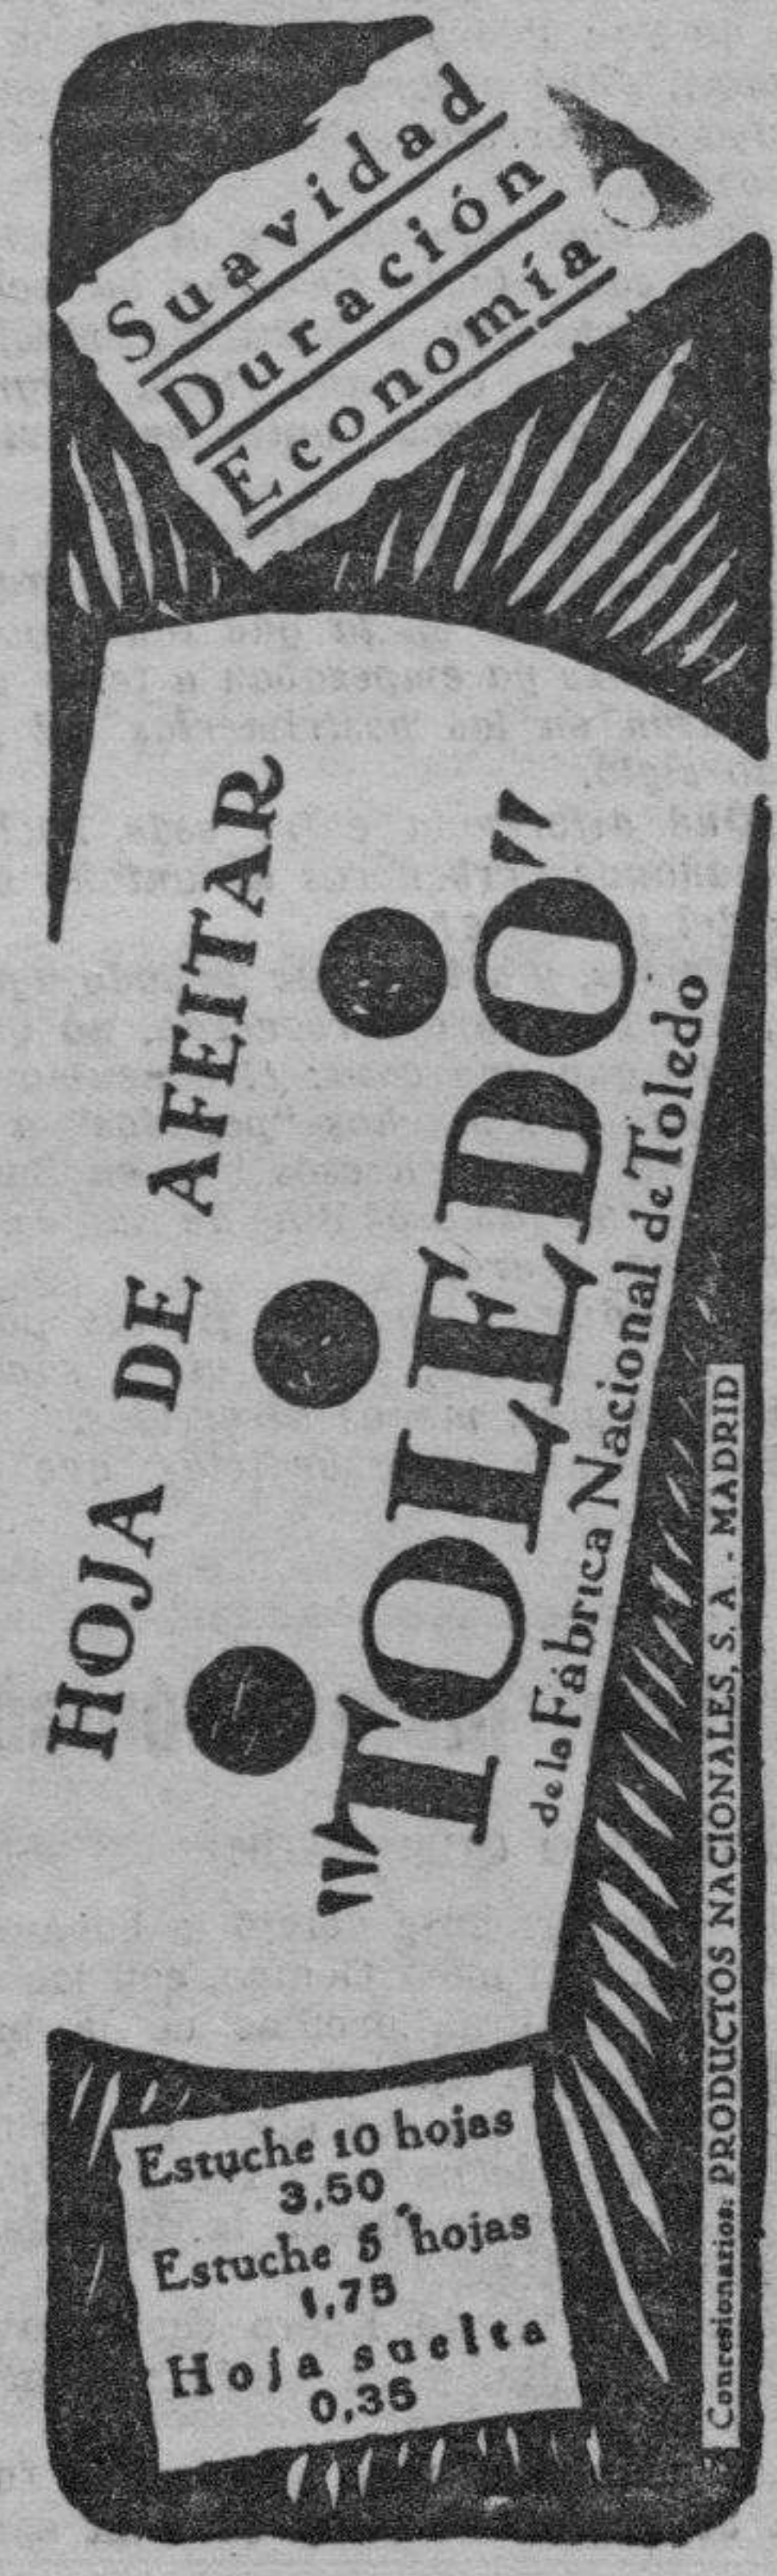 Suavidad
Duración
Economía
HOJA DE AFEITAR
"TOLEDO"
de la Fábrica Nacional de Toledo
Estuche 10 hojas
3,50
Estuche 5 hojas
1,75
Hoja suelta
0,35
Concesionarios: PRODUCTOS NACIONALES, S. A. - MADRID